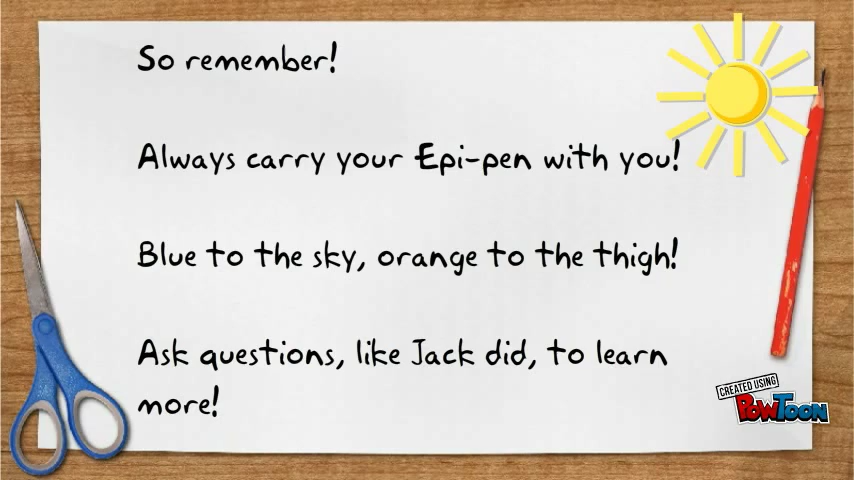 So remember!
Always carry your Epi-pen with you!
Blue to the sky, orange to the thigh!
Ask questions, like Jack did, to learn
more!
CREATED USING
POWTOON